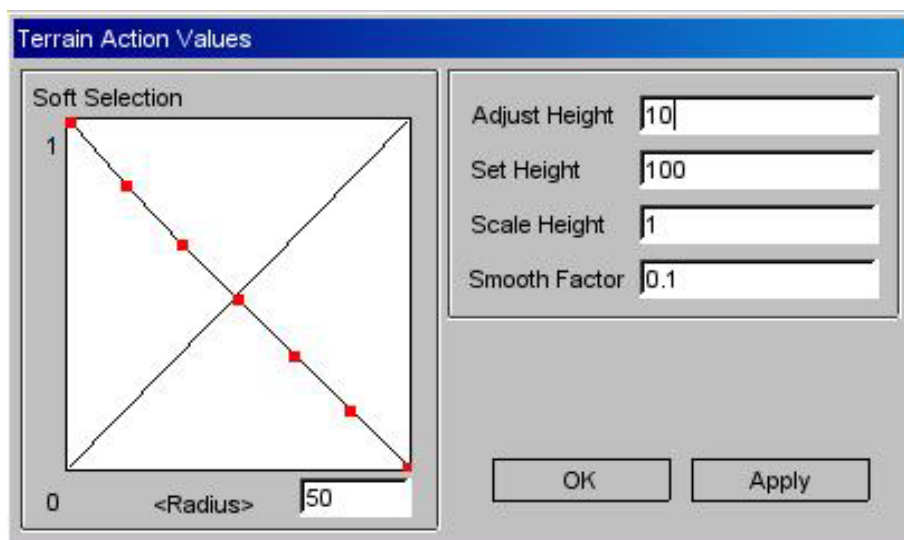 Terrain Action Values
Soft Selection
1
0
<Radius> 50
Adjust Height 10
Set Height 100
Scale Height 1
Smooth Factor 0.1
OK
Apply